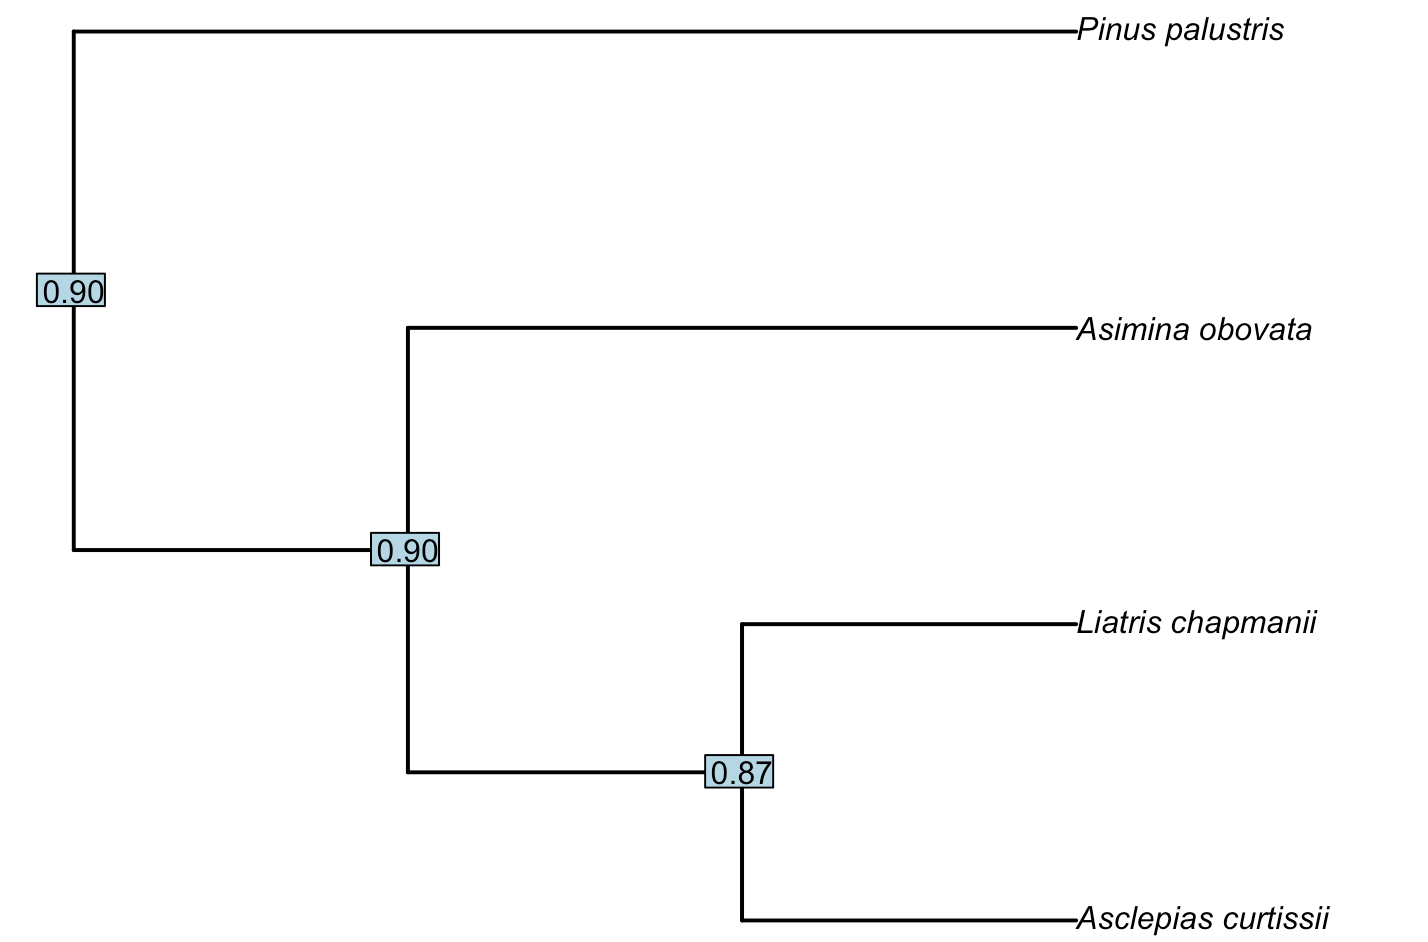 Pinus palustris
0.90
Asimina obovata
0.90
Liatris chapmanii
0.87
Asclepias curtissii